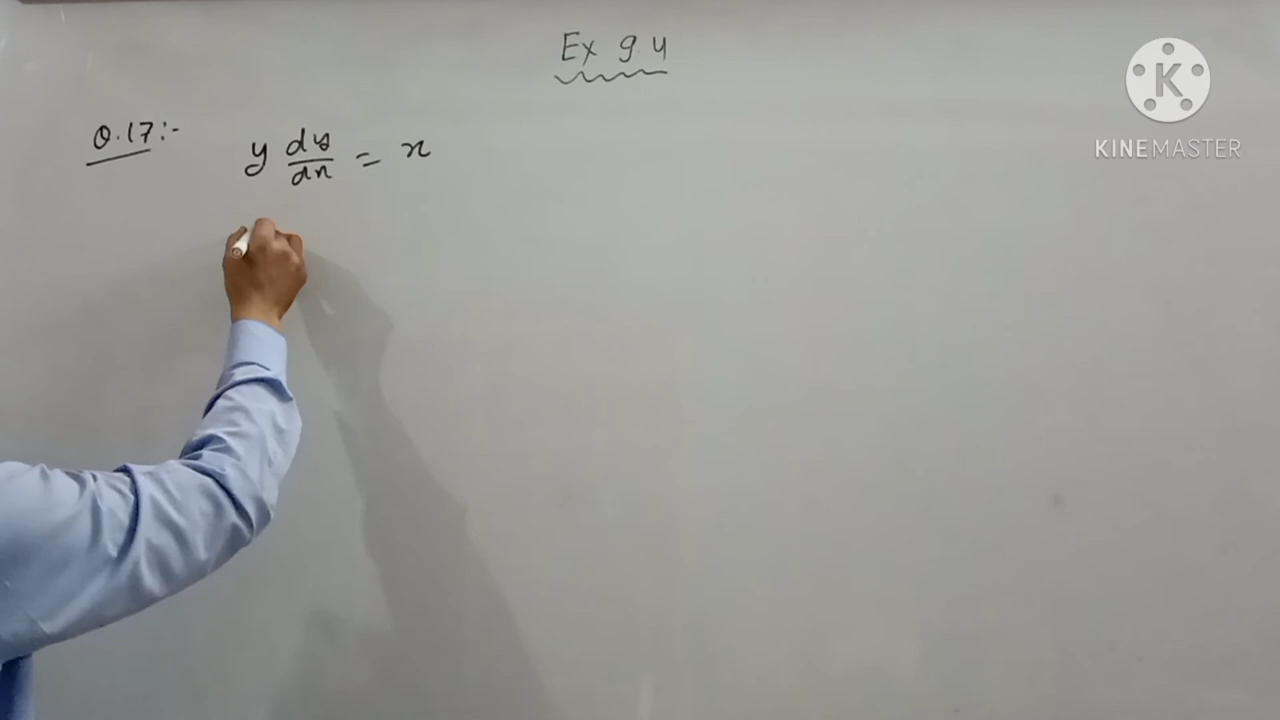 Ex 9.4
Q.17:- y dy/dx = x
K
KINEMASTER